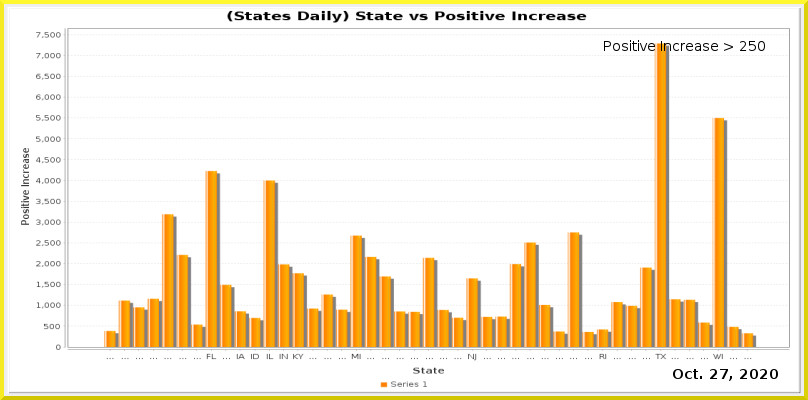 (States Daily) State vs Positive Increase
Positive Increase > 250
7,500
7,000
6,500
6,000
5,500
5,000
4,500
4,000
3,500
3,000
2,500
2,000
1,500
1,000
500
0
Positive Increase
... ... ... ... ... ... ... FL ... IA ID IL IN KY ... ... ... MI ... ... ... ... ... ... ... NJ ... ... ... ... ... ... ... ... RI ... ... ... TX ... ... ... WI ... ...
State
Oct. 27, 2020
Series 1